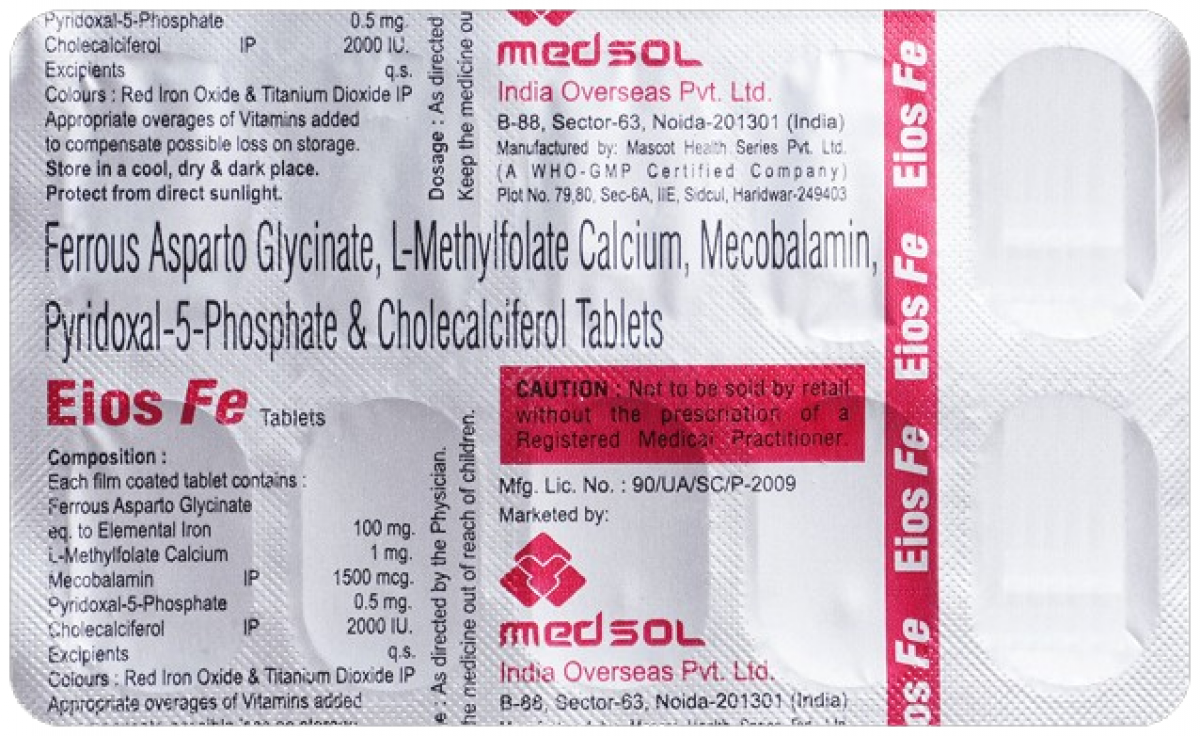 Pyridoxal-5-Phosphate 0.5 mg.
Cholecalciferol IP 2000 IU.
Excipients q.s.
Colours : Red Iron Oxide & Titanium Dioxide IP
Appropriate overages of Vitamins added
to compensate possible loss on storage.
Store in a cool, dry & dark place.
Protect from direct sunlight.
Dosage : As directed
Keep the medicine ou
medsol
India Overseas Pvt. Ltd.
B-88, Sector-63, Noida-201301 (India)
Manufactured by: Mascot Health Series Pvt. Ltd.
(A WHO-GMP Certified Company)
Plot No. 79,80, Sec-6A, IIE, Sidcul, Haridwar-249403
Ferrous Asparto Glycinate, L-Methylfolate Calcium, Mecobalamin,
Pyridoxal-5-Phosphate & Cholecalciferol Tablets
Eios Fe Tablets
Composition :
Each film coated tablet contains :
Ferrous Asparto Glycinate
eq. to Elemental Iron 100 mg.
L-Methylfolate Calcium 1 mg.
Mecobalamin IP 1500 mcg.
Pyridoxal-5-Phosphate 0.5 mg.
Cholecalciferol IP 2000 IU.
Excipients q.s.
Colours : Red Iron Oxide & Titanium Dioxide IP
Appropriate overages of Vitamins added
e : As directed by the Physician.
he medicine out of reach of children.
CAUTION : Not to be sold by retail
without the prescription of a
Registered Medical Practitioner.
Mfg. Lic. No. : 90/UA/SC/P-2009
Marketed by:
medsol
India Overseas Pvt. Ltd.
B-88, Sector-63, Noida-201301 (India)
Eios Fe
Eios Fe
Eios Fe
os Fe